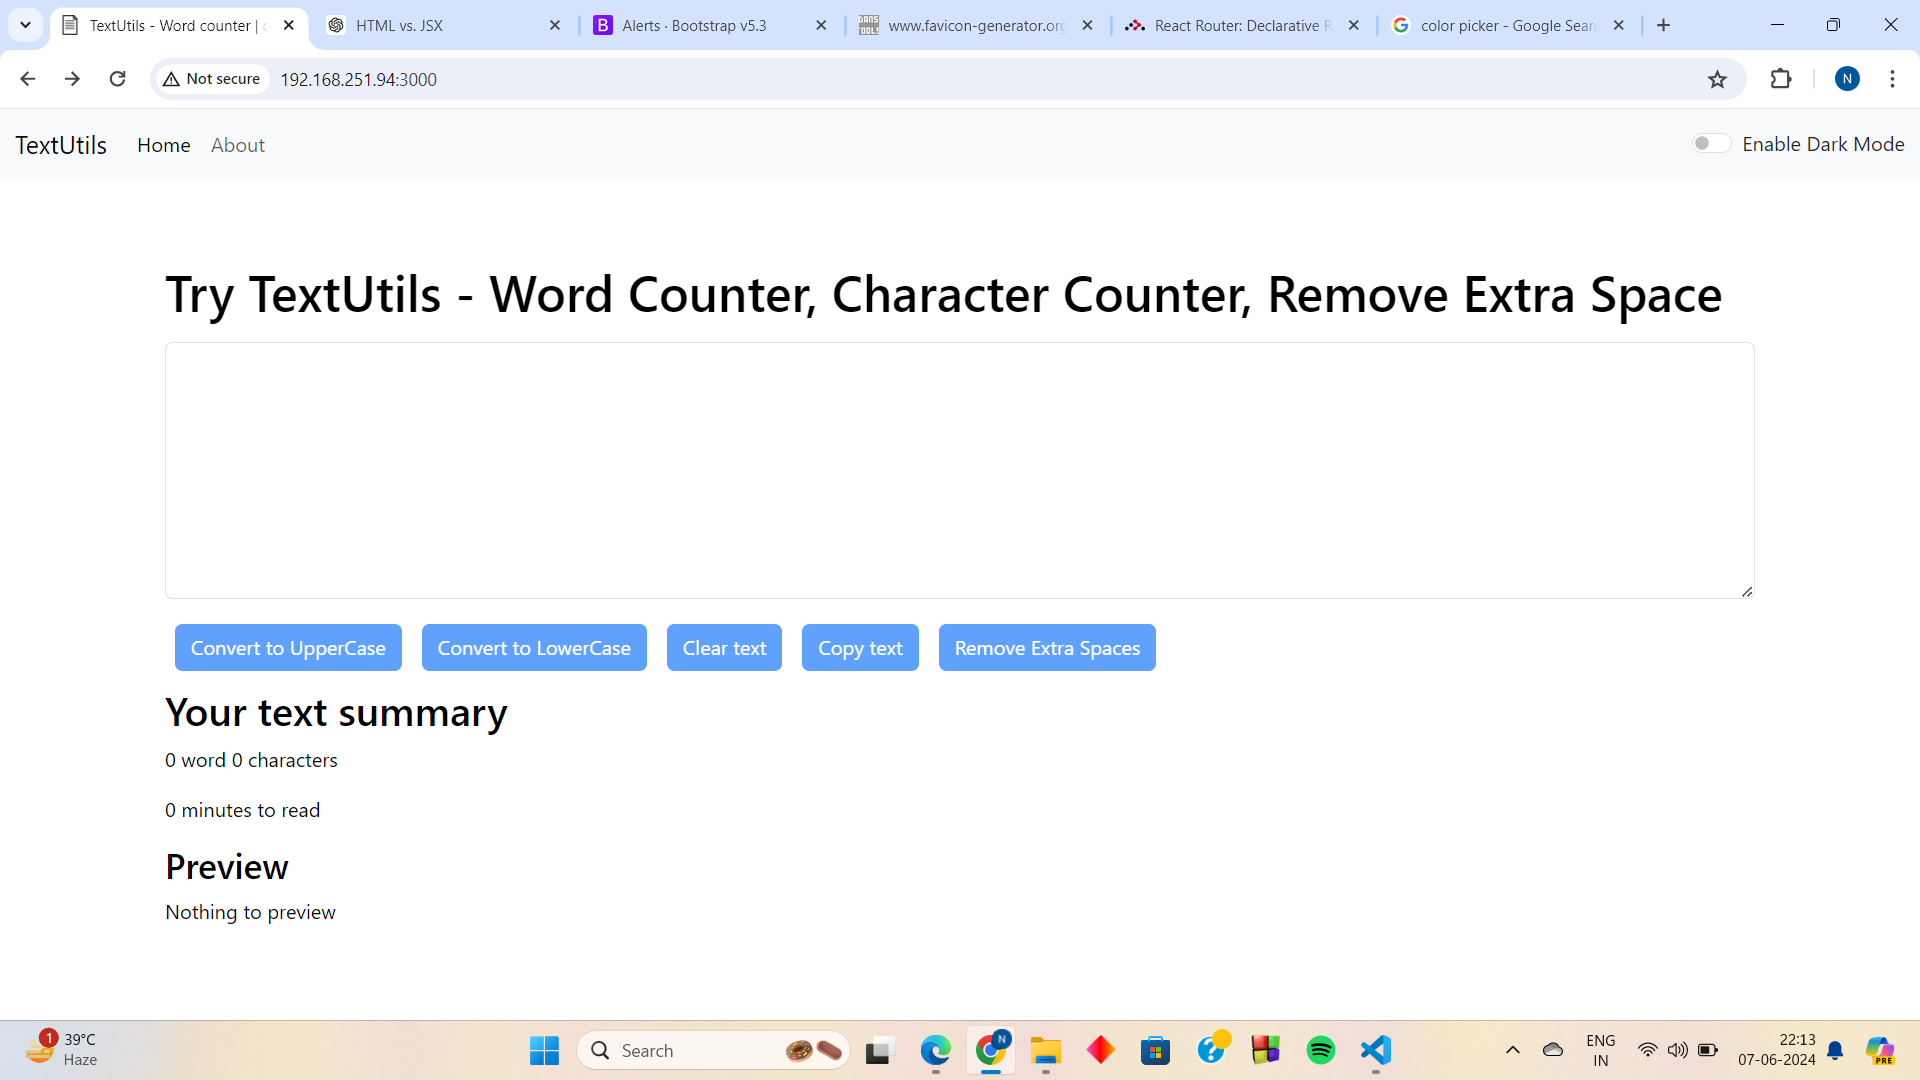 TextUtils - Word counter | c
HTML vs. JSX
Alerts · Bootstrap v5.3
www.favicon-generator.org
React Router: Declarative R
color picker - Google Sear
Not secure
192.168.251.94:3000
N
TextUtils
Home
About
Enable Dark Mode
Try TextUtils - Word Counter, Character Counter, Remove Extra Space
Convert to UpperCase
Convert to LowerCase
Clear text
Copy text
Remove Extra Spaces
Your text summary
0 word 0 characters
0 minutes to read
Preview
Nothing to preview
1
39°C
Haze
Search
N
ENG
IN
22:13
07-06-2024
PRE